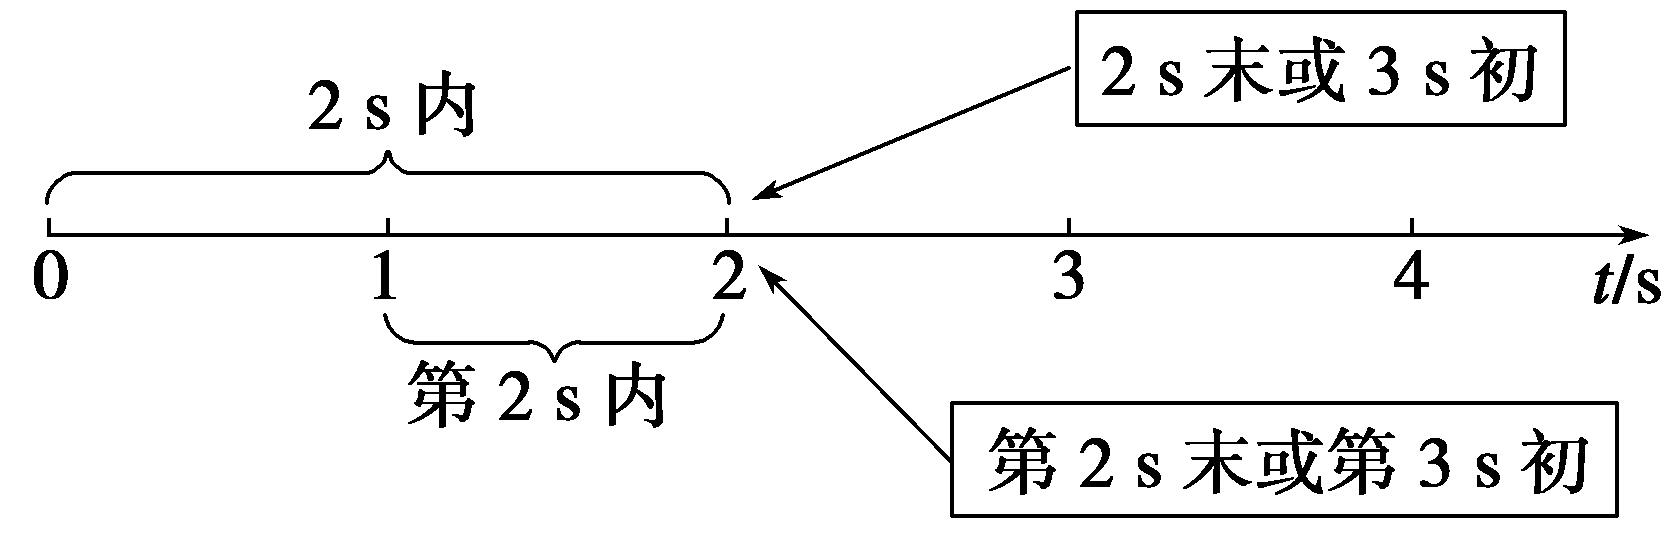 2 s 末或 3 s 初
2 s 内
0 1 2 3 4 t/s
第 2 s 内
第 2 s 末或第 3 s 初